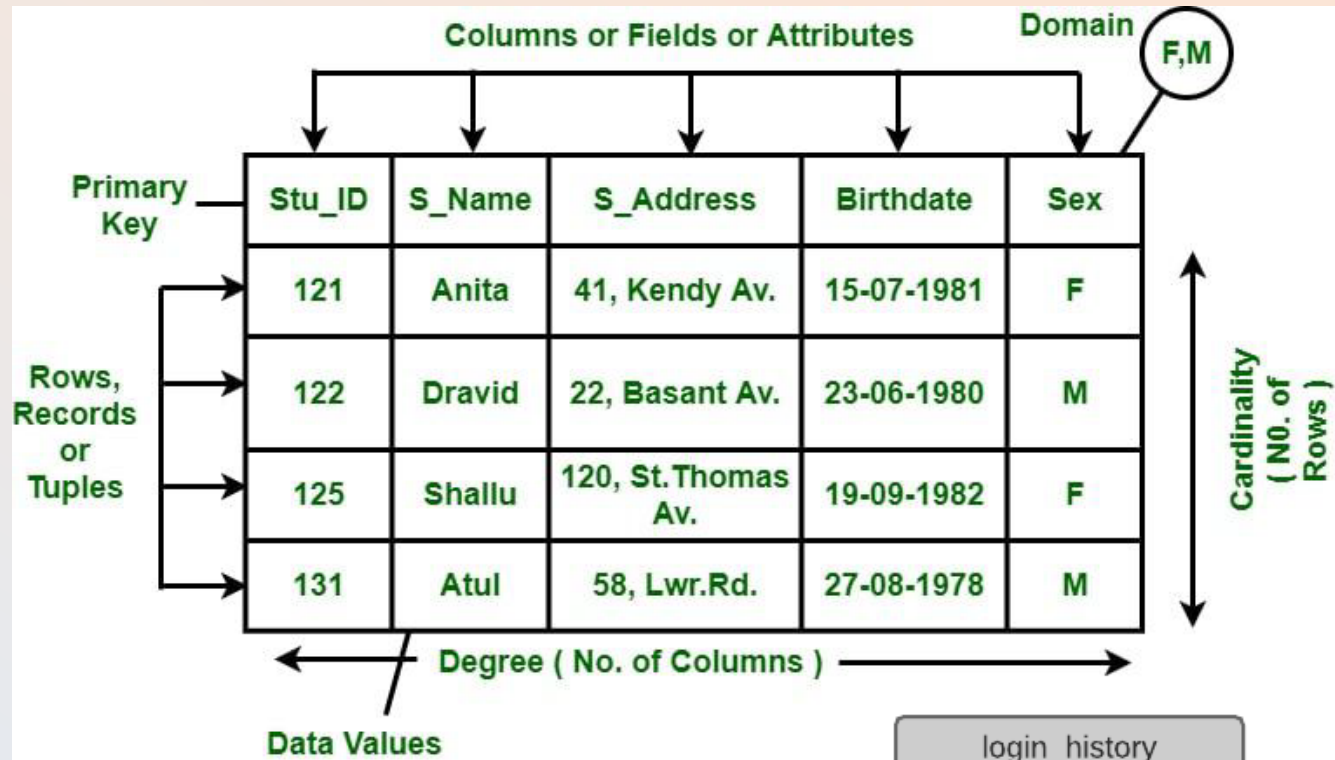 Columns or Fields or Attributes
Domain
F,M
Primary
Key
Stu_ID S_Name S_Address Birthdate Sex
121 Anita 41, Kendy Av. 15-07-1981 F
122 Dravid 22, Basant Av. 23-06-1980 M
125 Shallu 120, St.Thomas
Av. 19-09-1982 F
131 Atul 58, Lwr.Rd. 27-08-1978 M
Rows,
Records
or
Tuples
Cardinality
( N0. of
Rows )
Degree ( No. of Columns )
Data Values
login_history